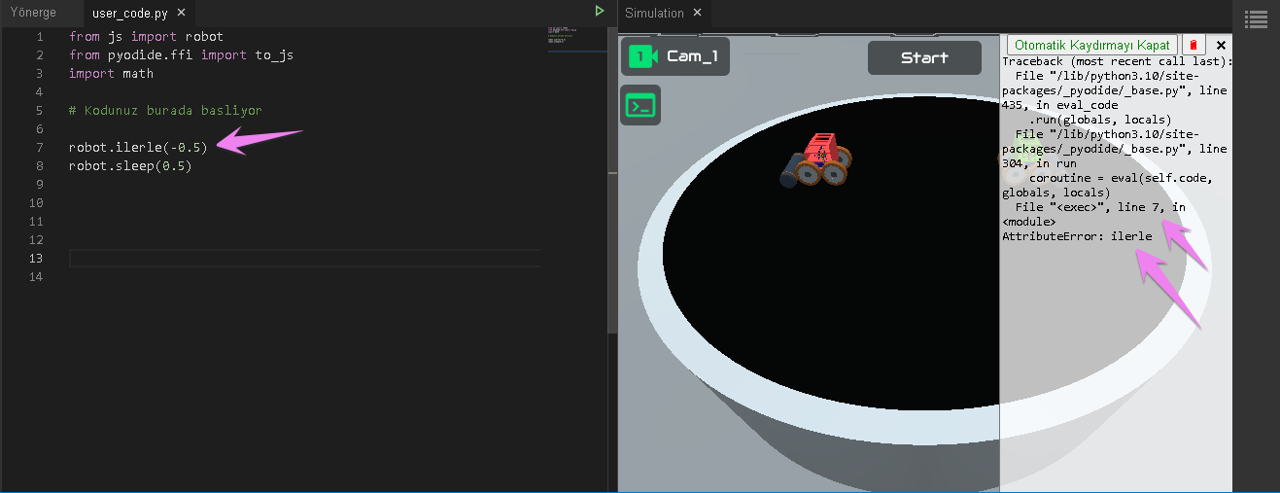 Yönerge
user_code.py
Simulation
1 from js import robot
2 from pyodide.ffi import to_js
3 import math
4
5 # Kodunuz burada basliyor
6
7 robot.ilerle(-0.5)
8 robot.sleep(0.5)
9
10
11
12
13
14
1
Cam_1
Start
Otomatik Kaydırmayı Kapat
Traceback (most recent call last):
File "/lib/python3.10/site-
packages/_pyodide/_base.py", line
435, in eval_code
.run(globals, locals)
File "/lib/python3.10/site-
packages/_pyodide/_base.py", line
304, in run
coroutine = eval(self.code,
globals, locals)
File "<exec>", line 7, in
<module>
AttributeError: ilerle